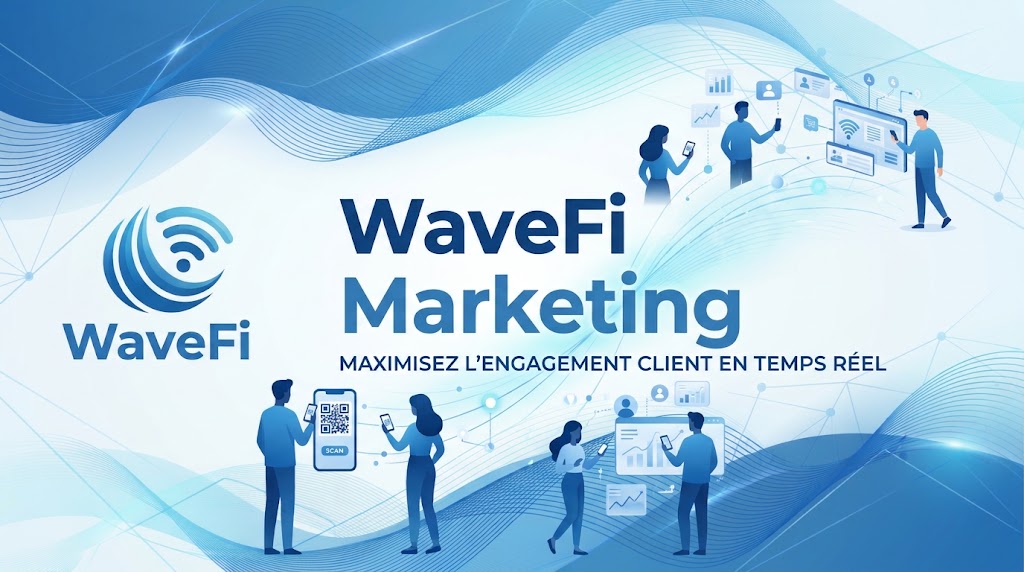 WaveFi
WaveFi
Marketing
MAXIMISEZ L'ENGAGEMENT CLIENT EN TEMPS RÉEL
SCAN